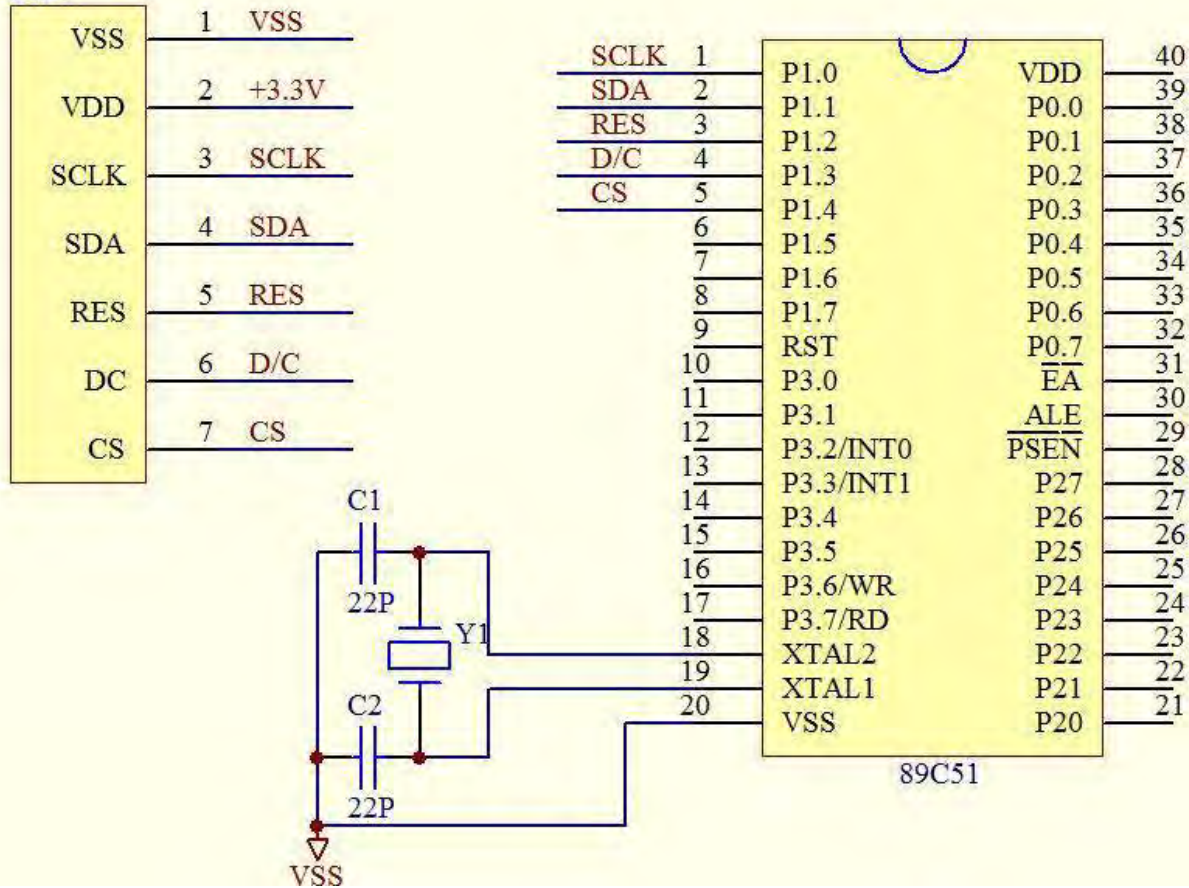 VSS 1 VSS
VDD 2 +3.3V
SCLK 3 SCLK
SDA 4 SDA
RES 5 RES
DC 6 D/C
CS 7 CS
C1
22P
Y1
C2
22P
VSS
SCLK 1 P1.0 VDD 40
SDA 2 P1.1 P0.0 39
RES 3 P1.2 P0.1 38
D/C 4 P1.3 P0.2 37
CS 5 P1.4 P0.3 36
6 P1.5 P0.4 35
7 P1.6 P0.5 34
8 P1.7 P0.6 33
9 RST P0.7 32
10 P3.0 EA 31
11 P3.1 ALE 30
12 P3.2/INT0 PSEN 29
13 P3.3/INT1 P27 28
14 P3.4 P26 27
15 P3.5 P25 26
16 P3.6/WR P24 25
17 P3.7/RD P23 24
18 XTAL2 P22 23
19 XTAL1 P21 22
20 VSS P20 21
89C51